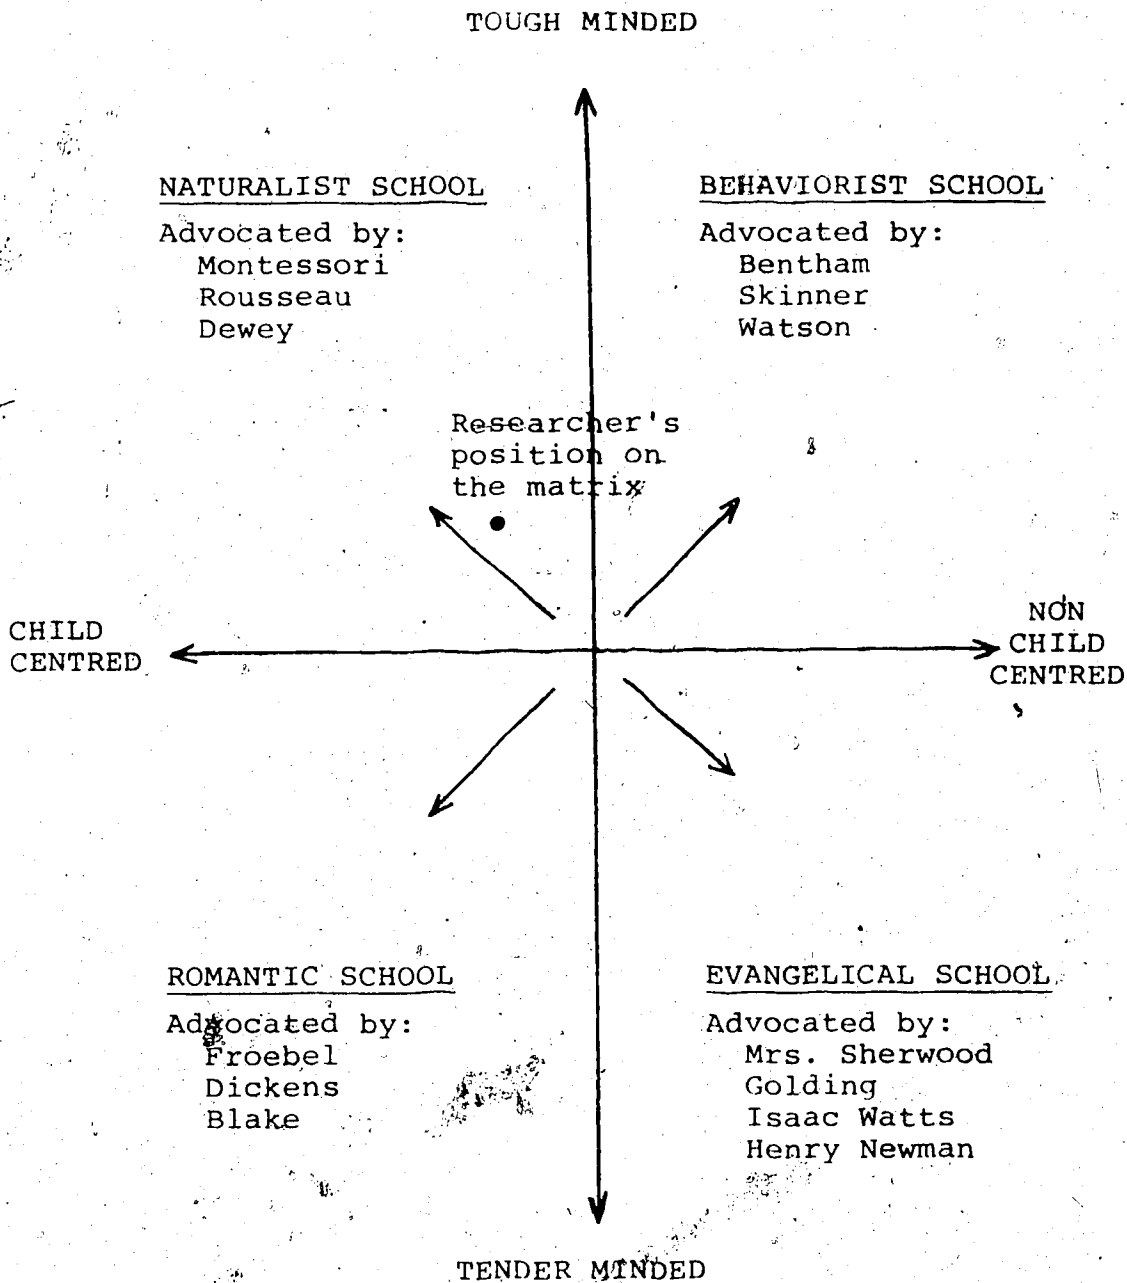 TOUGH MINDED
NATURALIST SCHOOL
Advocated by:
Montessori
Rousseau
Dewey
BEHAVIORIST SCHOOL
Advocated by:
Bentham
Skinner
Watson
Researcher's
position on
the matrix
CHILD
CENTRED
NON
CHILD
CENTRED
ROMANTIC SCHOOL
Advocated by:
Froebel
Dickens
Blake
EVANGELICAL SCHOOL
Advocated by:
Mrs. Sherwood
Golding
Isaac Watts
Henry Newman
TENDER MINDED